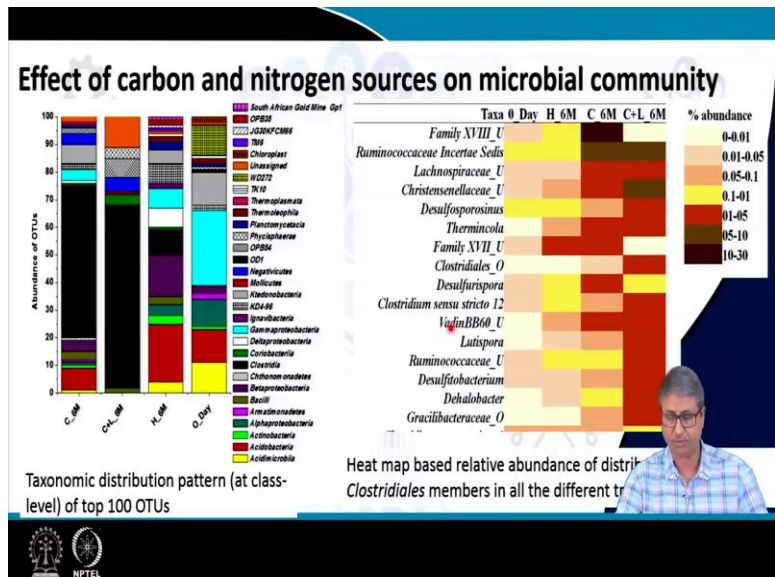 Effect of carbon and nitrogen sources on microbial community
100
90
80
70
60
50
40
30
20
10
0
Abundance of OTUs
C_6M
C+L_6M
H_6M
O_Day
South African Gold Mine Gp1
OPB35
JG30KFCM66
TM6
Chloroplast
Unassigned
WD272
TK10
Thermoplasmata
Thermoleophila
Planctomycetacia
Phycisphaerae
OPB54
OD1
Negativicutes
Mollicutes
Ktedonobacteria
KD4-96
Ignavibacteria
Gammaproteobacteria
Deltaproteobacteria
Coriobacteriia
Clostridia
Chthonomonadetes
Betaproteobacteria
Bacilli
Armatimonadetes
Alphaproteobacteria
Actinobacteria
Acidobacteria
Acidimicrobiia
Taxonomic distribution pattern (at class-
level) of top 100 OTUs
Taxa 0_Day H_6M C_6M C+L_6M
Family XVIII_U
Ruminococcaceae Incertae Sedis
Lachnospiraceae_U
Christensenellaceae_U
Desulfosporosinus
Thermincola
Family XVII_U
Clostridiales_O
Desulfurispora
Clostridium sensu stricto 12
VadinBB60_U
Lutispora
Ruminococcaceae_U
Desulfitobacterium
Dehalobacter
Gracilibacteraceae_O
% abundance
0-0.01
0.01-0.05
0.05-0.1
0.1-01
01-05
05-10
10-30
Heat map based relative abundance of
Clostridiales members in all the different
NPTEL